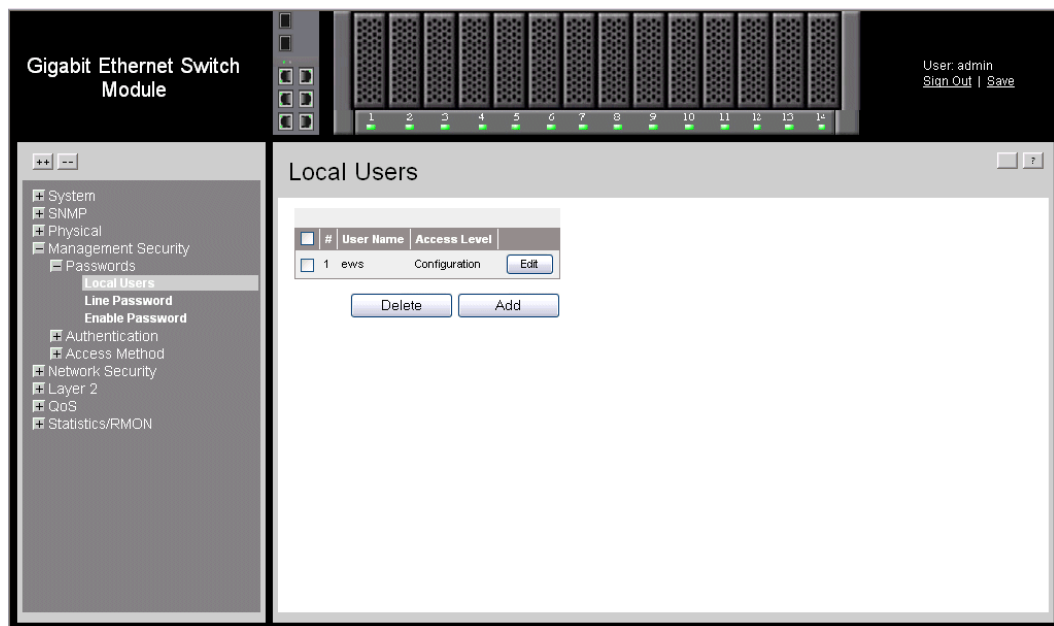 Gigabit Ethernet Switch
Module
1 2 3 4 5 6 7 8 9 10 11 12 13 14
User: admin
Sign Out | Save
++ --
Local Users
?
System
SNMP
Physical
Management Security
Passwords
Local Users
Line Password
Enable Password
Authentication
Access Method
Network Security
Layer 2
QoS
Statistics/RMON
# User Name Access Level
1 ews Configuration Edit
Delete Add